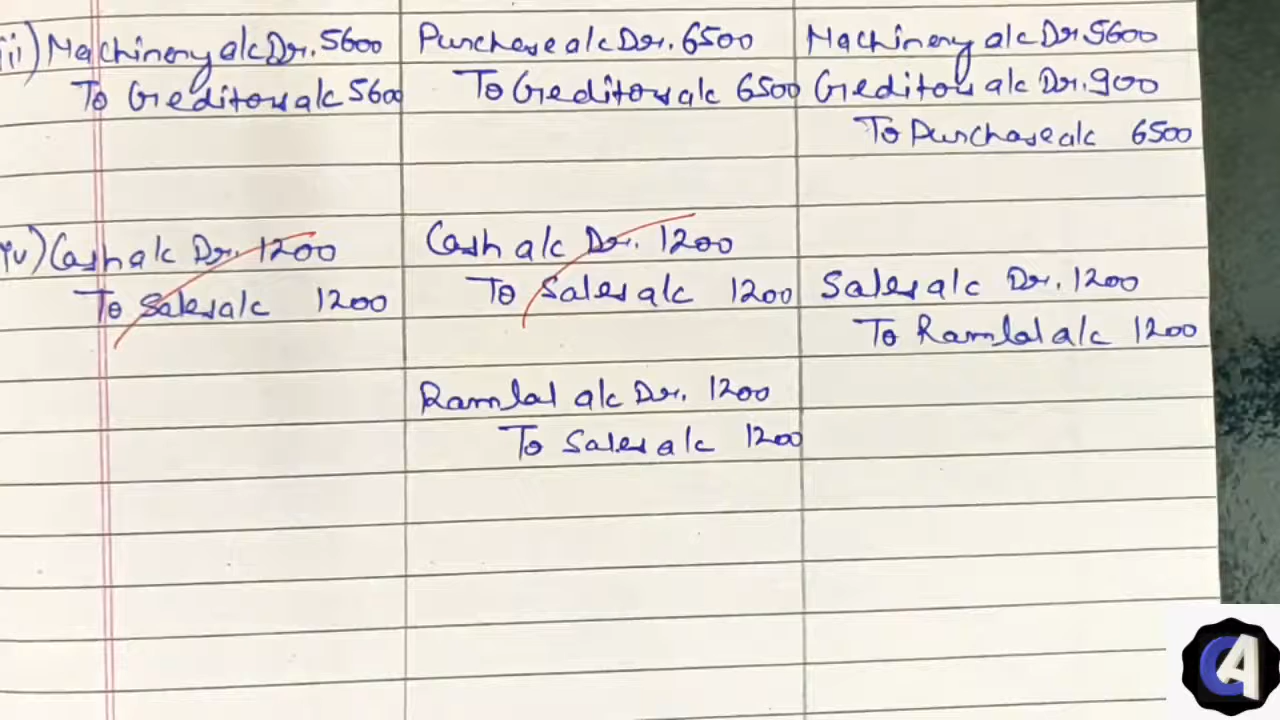 iii) Machinery a/c Dr. 5600
To Creditors a/c 5600
Purchase a/c Dr. 6500
To Creditors a/c 6500
Machinery a/c Dr 5600
Creditors a/c Dr. 900
To Purchase a/c 6500
iv) Cash a/c Dr. 1200
To Sales a/c 1200
Cash a/c Dr. 1200
To Sales a/c 1200
Ramlal a/c Dr. 1200
To Sales a/c 1200
Sales a/c Dr. 1200
To Ramlal a/c 1200
CA